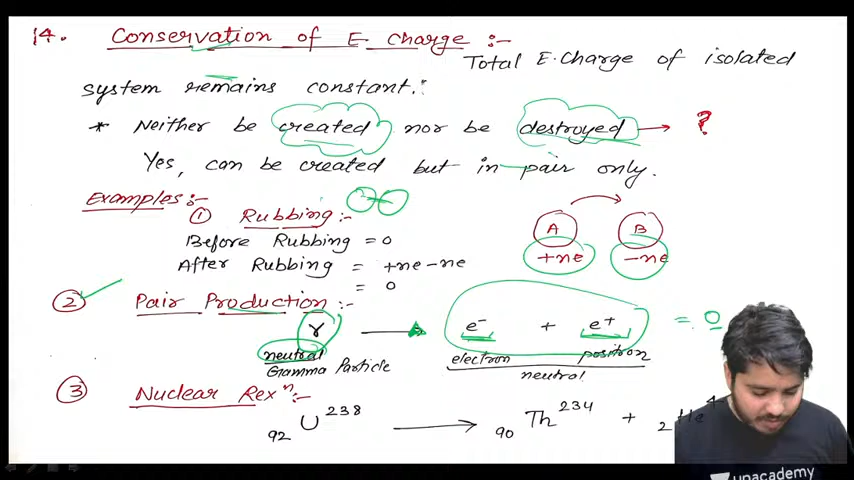 14. Conservation of E Charge :-
Total E.Charge of isolated
system remains constant.
* Neither be created nor be destroyed → ?
Yes, can be created but in pair only.
Examples:-
① Rubbing :-
Before Rubbing = 0
After Rubbing = +ne -ne
= 0
A B
+ne -ne
② Pair Production :-
γ → e⁻ + e⁺ = 0
neutral electron positron
Gamma Particle neutral
③ Nuclear Rexⁿ :-
₉₂U²³⁸ → ₉₀Th²³⁴ + ₂He⁴
unacademy